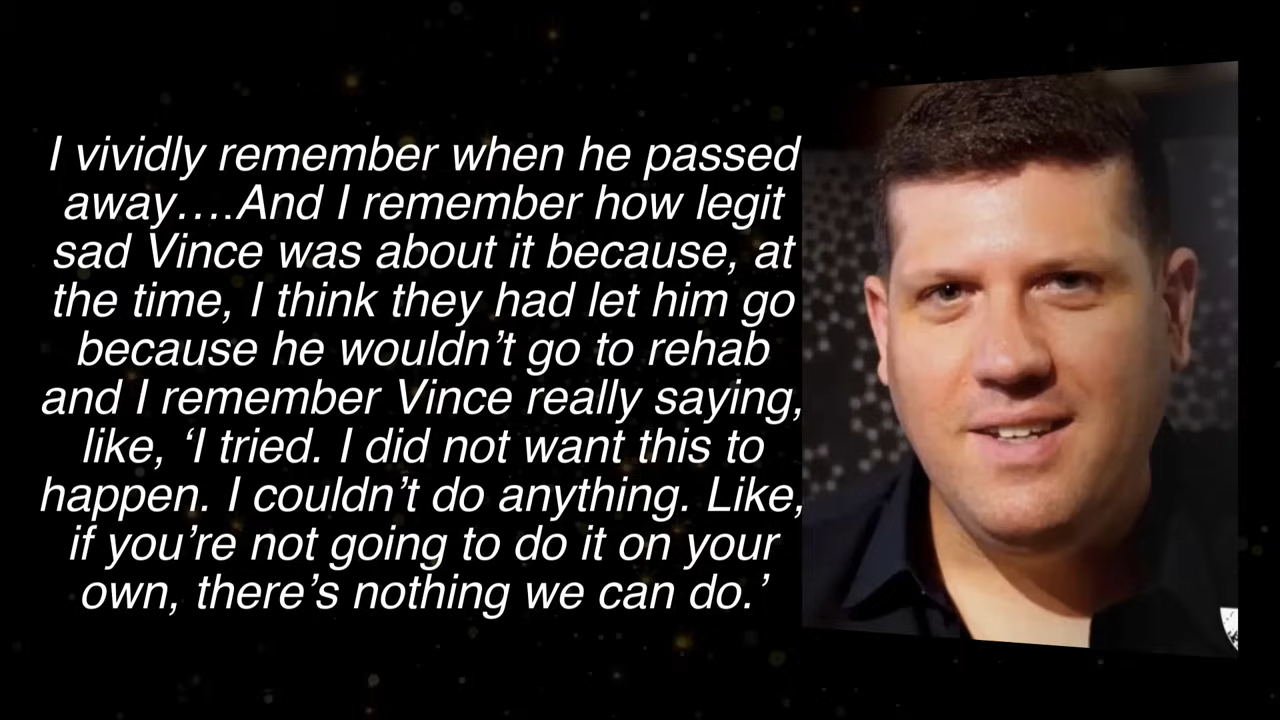 I vividly remember when he passed
away….And I remember how legit
sad Vince was about it because, at
the time, I think they had let him go
because he wouldn’t go to rehab
and I remember Vince really saying,
like, ‘I tried. I did not want this to
happen. I couldn’t do anything. Like,
if you’re not going to do it on your
own, there’s nothing we can do.’